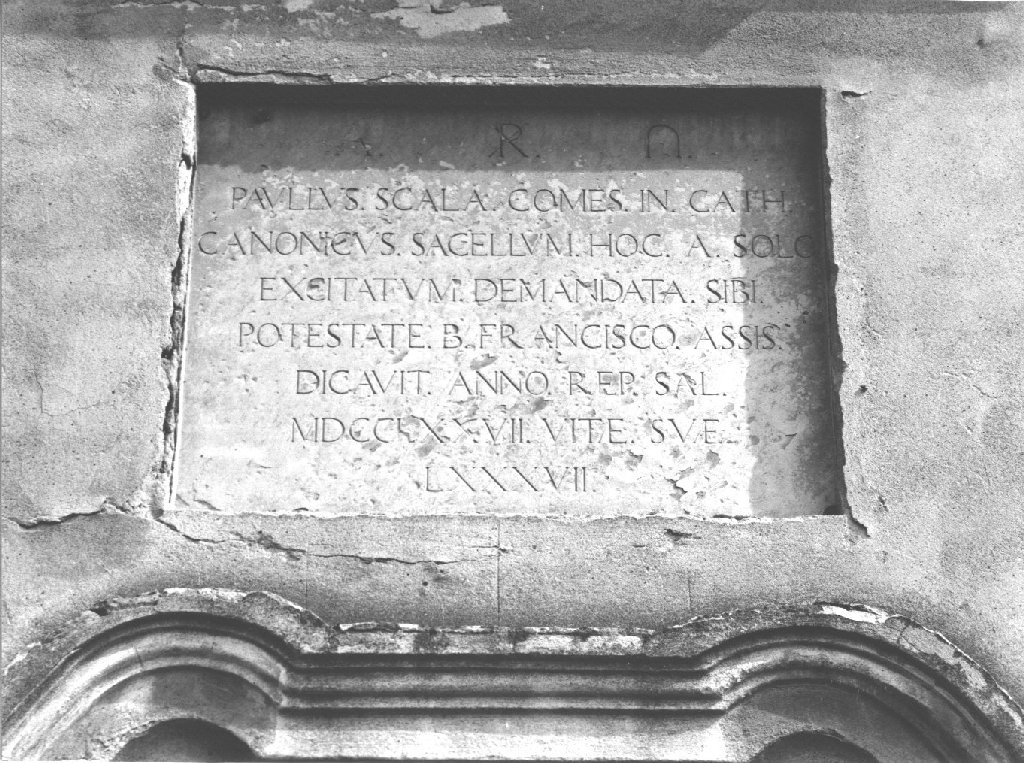 A. R. N.
PAVLLVS. SCALA. COMES. IN. CATH.
CANONICVS. SACELLVM. HOC. A. SOLO
EXCITATVM. DEMANDATA. SIBI.
POTESTATE. B. FRANCISCO. ASSIS.
DICAVIT. ANNO. REP. SAL.
MDCCLXXVII. VITE. SVE.
LXXXVII.